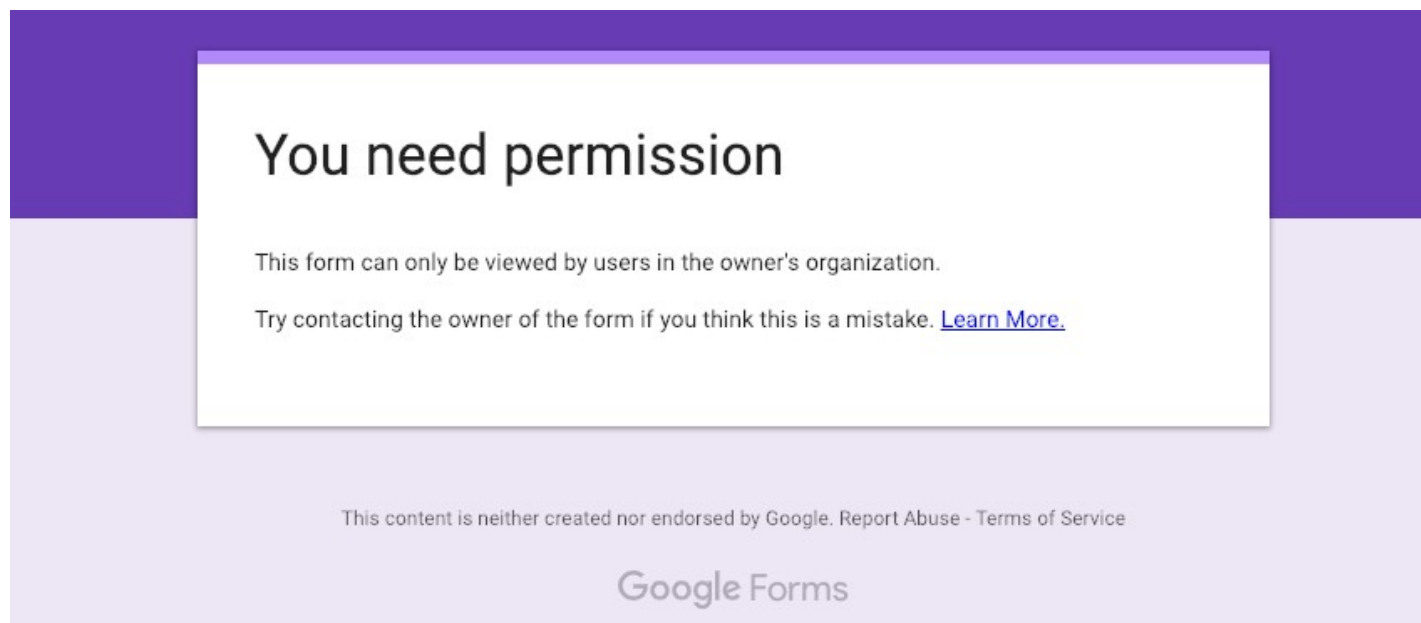 You need permission
This form can only be viewed by users in the owner's organization.
Try contacting the owner of the form if you think this is a mistake. Learn More.
This content is neither created nor endorsed by Google. Report Abuse - Terms of Service
Google Forms